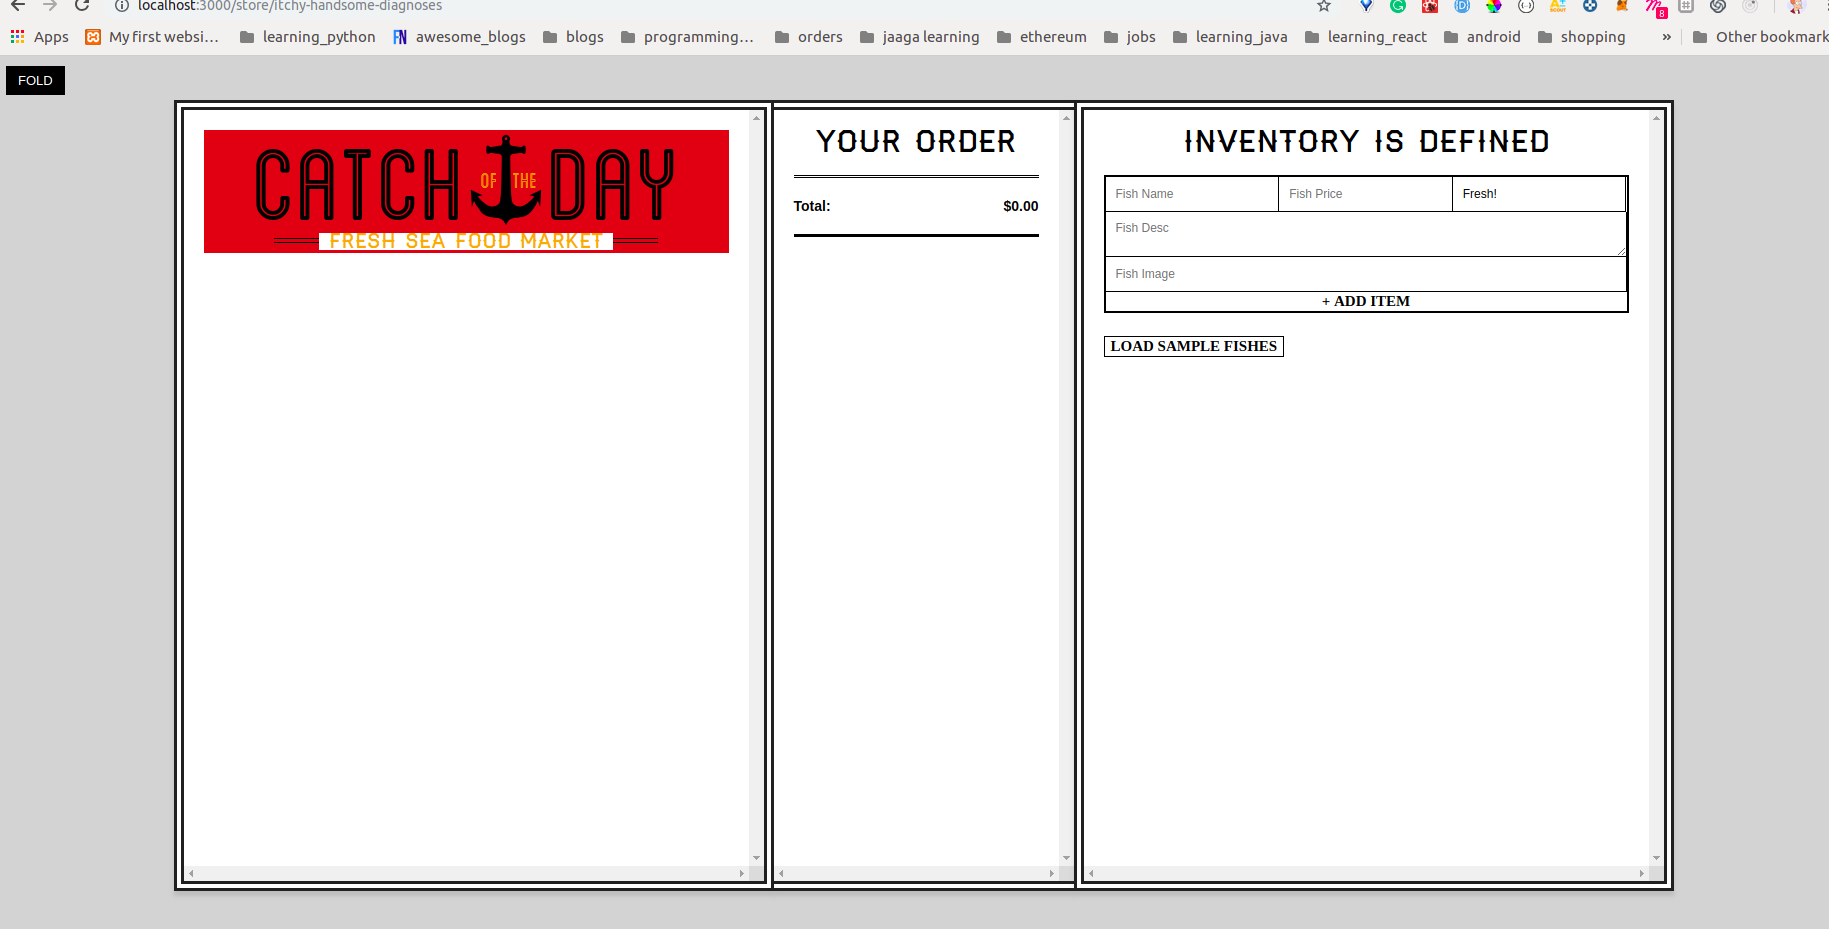 localhost:3000/store/itchy-handsome-diagnoses
Apps My first websi... learning_python FN awesome_blogs blogs programming... orders jaaga learning ethereum jobs learning_java learning_react android shopping » Other bookmark
8
FOLD
CATCH OF THE DAY
FRESH SEA FOOD MARKET
YOUR ORDER
Total: $0.00
INVENTORY IS DEFINED
Fish Name Fish Price Fresh!
Fish Desc
Fish Image
+ ADD ITEM
LOAD SAMPLE FISHES